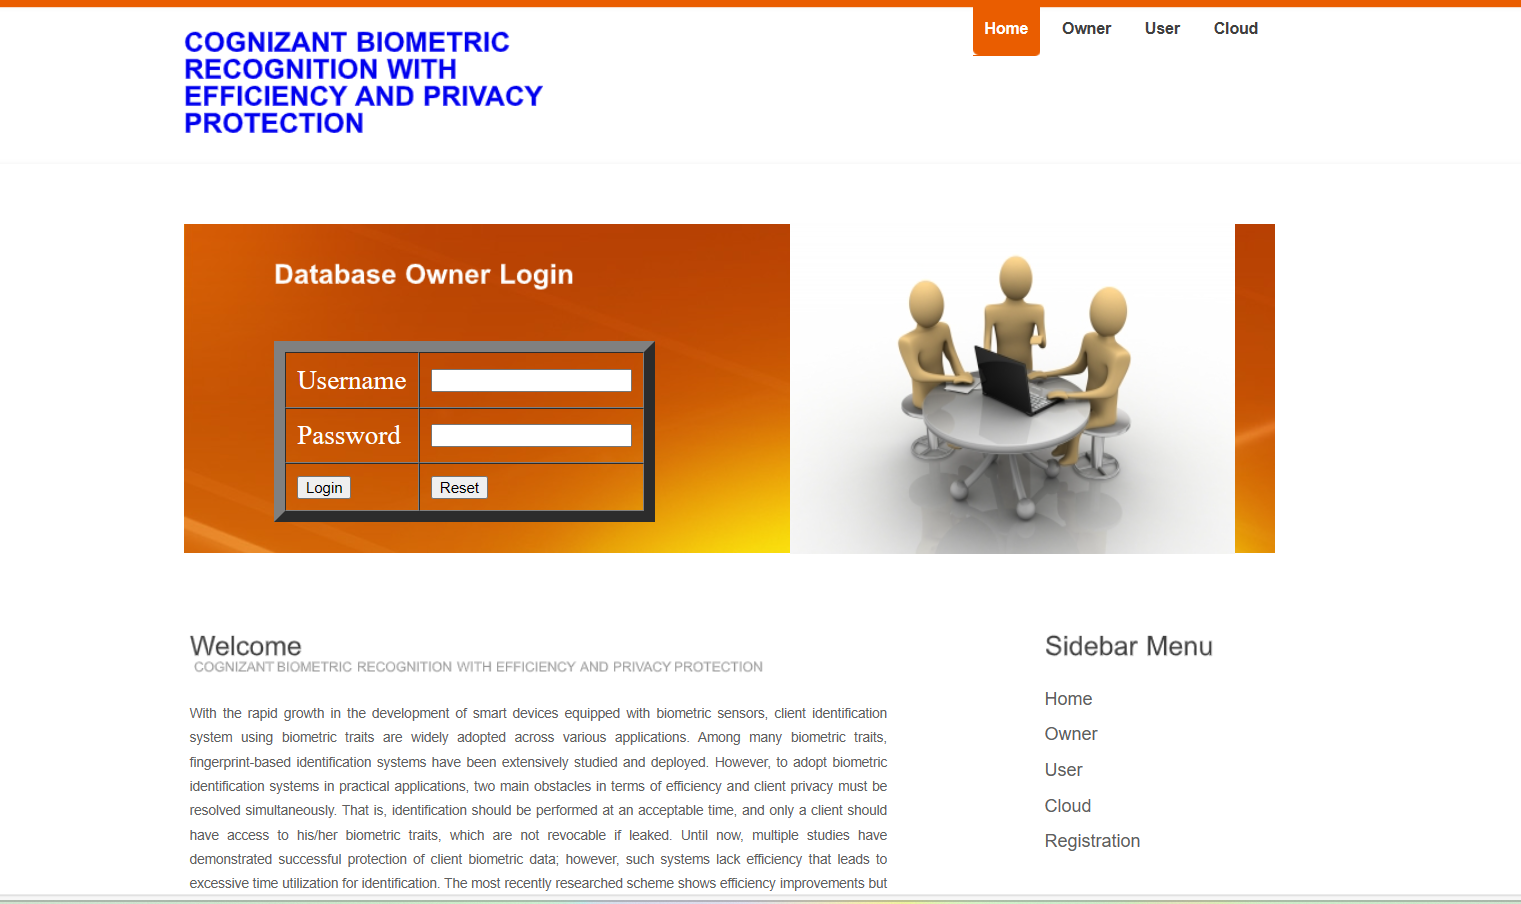 COGNIZANT BIOMETRIC
RECOGNITION WITH
EFFICIENCY AND PRIVACY
PROTECTION
Home Owner User Cloud
Database Owner Login
Username
Password
Login Reset
Welcome
COGNIZANT BIOMETRIC RECOGNITION WITH EFFICIENCY AND PRIVACY PROTECTION
With the rapid growth in the development of smart devices equipped with biometric sensors, client identification
system using biometric traits are widely adopted across various applications. Among many biometric traits,
fingerprint-based identification systems have been extensively studied and deployed. However, to adopt biometric
identification systems in practical applications, two main obstacles in terms of efficiency and client privacy must be
resolved simultaneously. That is, identification should be performed at an acceptable time, and only a client should
have access to his/her biometric traits, which are not revocable if leaked. Until now, multiple studies have
demonstrated successful protection of client biometric data; however, such systems lack efficiency that leads to
excessive time utilization for identification. The most recently researched scheme shows efficiency improvements but
Sidebar Menu
Home
Owner
User
Cloud
Registration